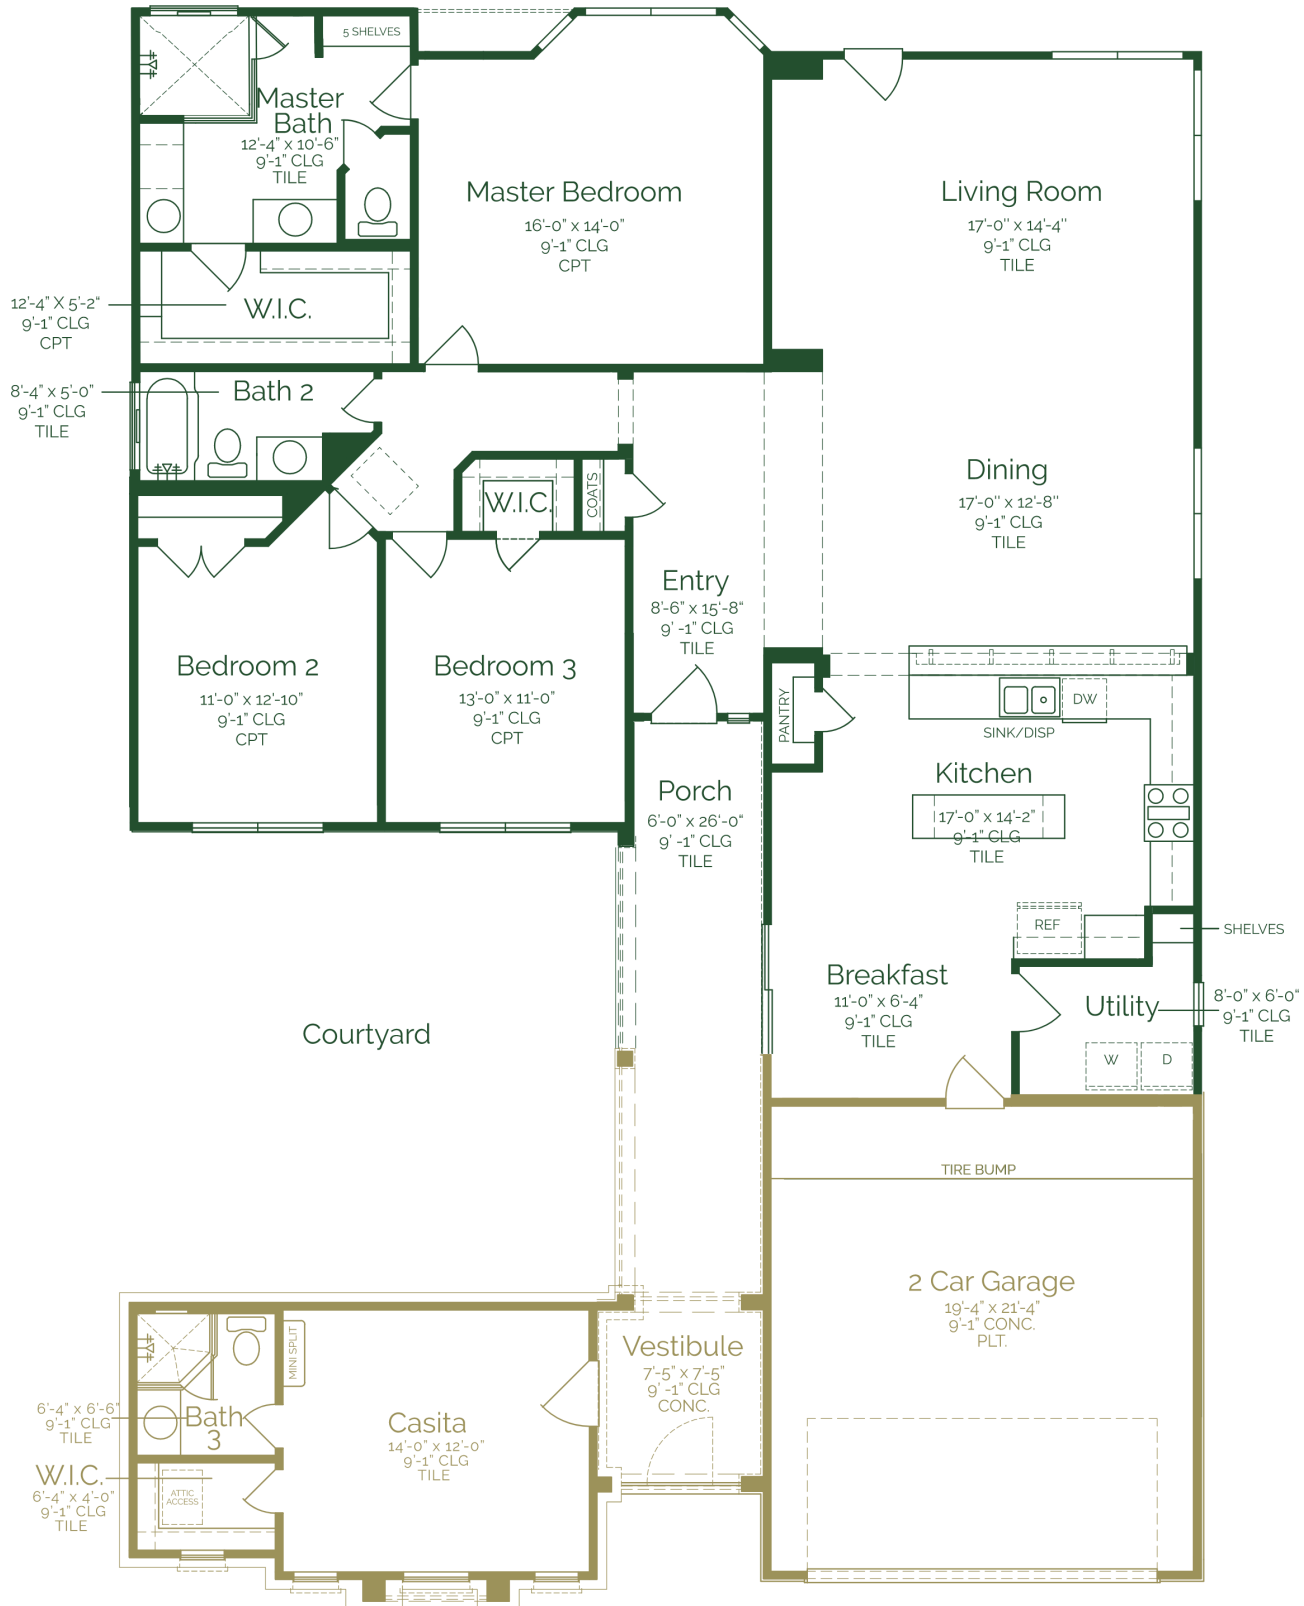 5 SHELVES
Master
Bath
12'-4" x 10'-6"
9'-1" CLG
TILE
Master Bedroom
16'-0" x 14'-0"
9'-1" CLG
CPT
Living Room
17'-0'' x 14'-4''
9'-1" CLG
TILE
12'-4" X 5'-2"
9'-1" CLG
CPT
W.I.C.
8'-4" x 5'-0"
9'-1" CLG
TILE
Bath 2
W.I.C.
COATS
Dining
17'-0'' x 12'-8''
9'-1" CLG
TILE
Entry
8'-6" x 15'-8"
9' -1" CLG
TILE
Bedroom 2
11'-0" x 12'-10"
9'-1" CLG
CPT
Bedroom 3
13'-0" x 11'-0"
9'-1" CLG
CPT
PANTRY
DW
SINK/DISP
Kitchen
17'-0" x 14'-2"
9'-1" CLG
TILE
Porch
6'-0" x 26'-0"
9' -1" CLG
TILE
REF
SHELVES
Breakfast
11'-0" x 6'-4"
9'-1" CLG
TILE
Utility
8'-0" x 6'-0"
9'-1" CLG
TILE
W
D
Courtyard
TIRE BUMP
2 Car Garage
19'-4" x 21'-4"
9'-1" CONC.
PLT.
Vestibule
7'-5" x 7'-5"
9' -1" CLG
CONC.
MINI SPLIT
6'-4" x 6'-6"
9'-1" CLG
TILE
Bath
3
Casita
14'-0" x 12'-0"
9'-1" CLG
TILE
W.I.C.
6'-4" x 4'-0"
9'-1" CLG
TILE
ATTIC
ACCESS